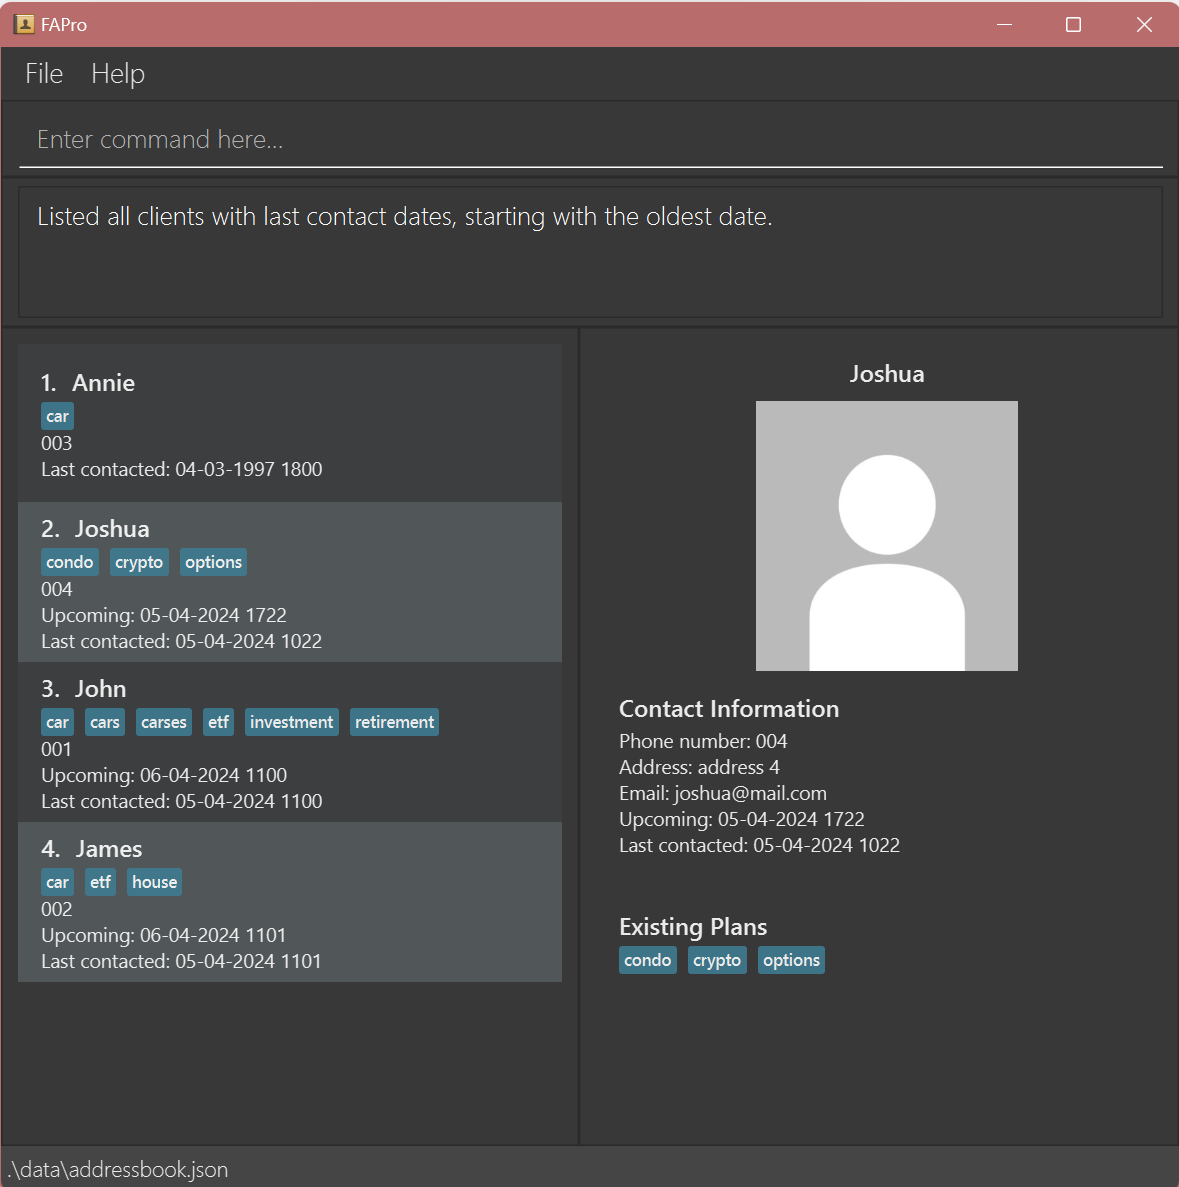 FAPro
File Help
Enter command here...
Listed all clients with last contact dates, starting with the oldest date.
1. Annie
car
003
Last contacted: 04-03-1997 1800
2. Joshua
condo crypto options
004
Upcoming: 05-04-2024 1722
Last contacted: 05-04-2024 1022
3. John
car cars carses etf investment retirement
001
Upcoming: 06-04-2024 1100
Last contacted: 05-04-2024 1100
4. James
car etf house
002
Upcoming: 06-04-2024 1101
Last contacted: 05-04-2024 1101
Joshua
Contact Information
Phone number: 004
Address: address 4
Email: joshua@mail.com
Upcoming: 05-04-2024 1722
Last contacted: 05-04-2024 1022
Existing Plans
condo crypto options
.\data\addressbook.json